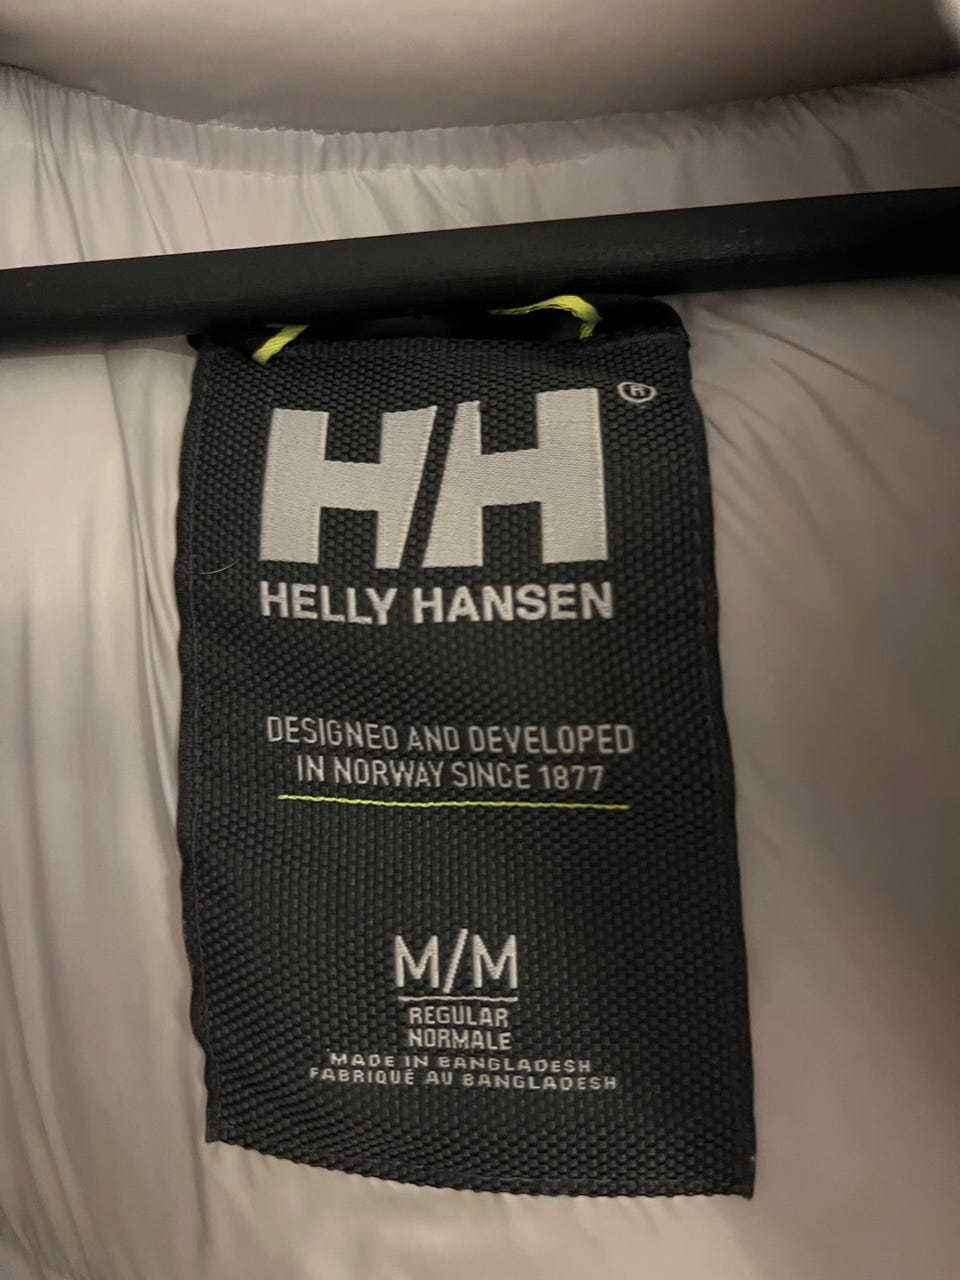 HH®
HELLY HANSEN
DESIGNED AND DEVELOPED
IN NORWAY SINCE 1877
M/M
REGULAR
NORMALE
MADE IN BANGLADESH
FABRIQUÉ AU BANGLADESH